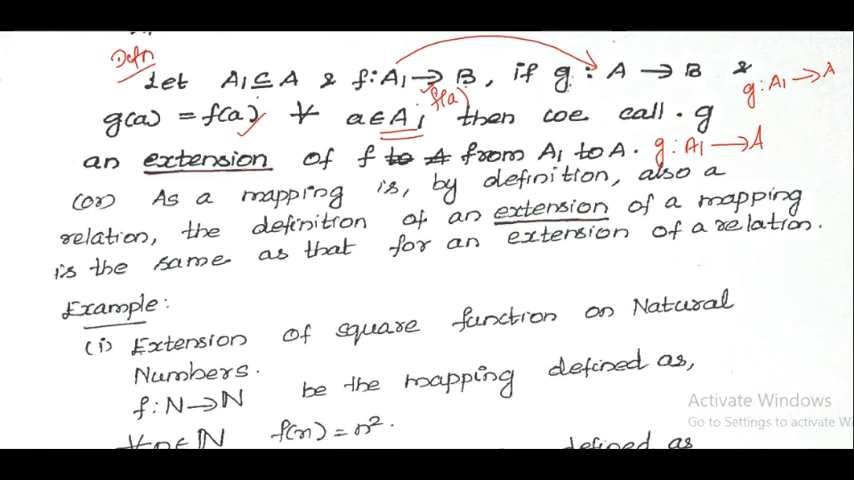 Defn
Let A₁ ⊆ A & f: A₁ → B, if g : A → B &
g: A₁ → A
f(a)
g(a) = f(a) ∀ a ∈ A₁ then coe call . g
an extension of f to A from A₁ to A. g: A₁ → A
(or) As a mapping is, by definition, also a
relation, the definition of an extension of a mapping
is the same as that for an extension of a relation.
Example:
(i) Extension of square function on Natural
Numbers.
f: N → N be the mapping defined as,
∀ n ∈ N f(n) = n².
defined as
Activate Windows
Go to Settings to activate Wi